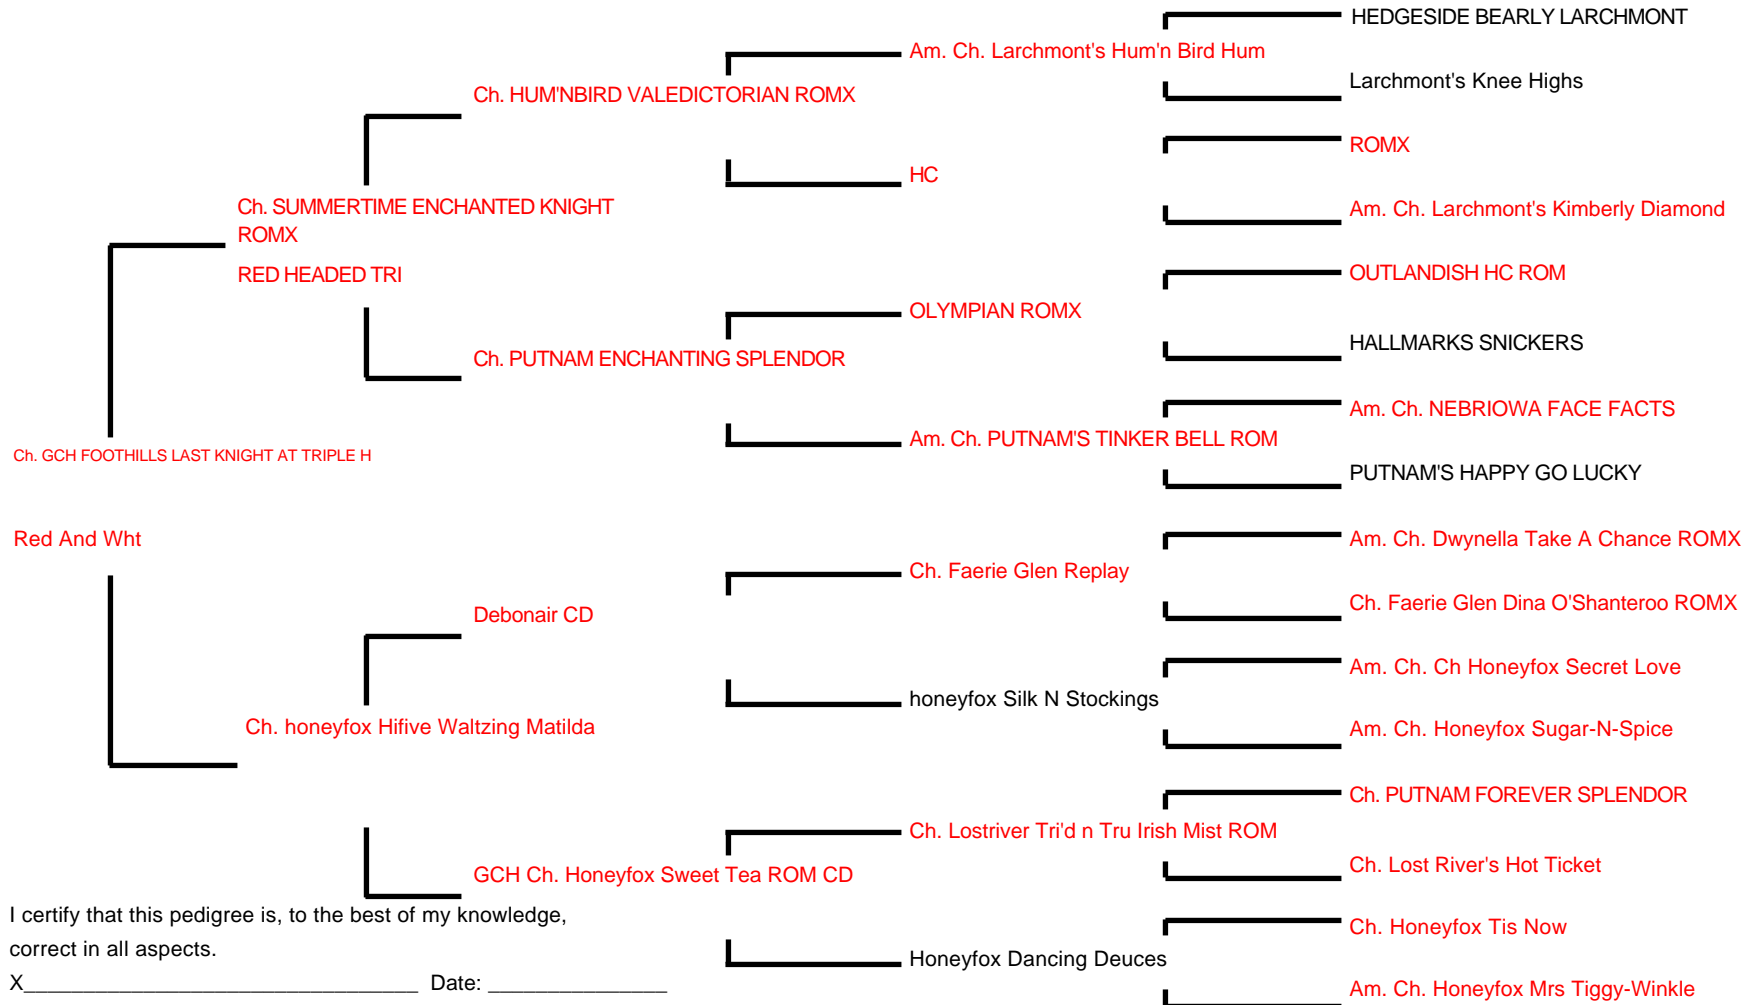 HEDGESIDE BEARLY LARCHMONT
Am. Ch. Larchmont's Hum'n Bird Hum
Larchmont's Knee Highs
Ch. HUM'NBIRD VALEDICTORIAN ROMX
ROMX
HC
Am. Ch. Larchmont's Kimberly Diamond
Ch. SUMMERTIME ENCHANTED KNIGHT
ROMX
RED HEADED TRI
OUTLANDISH HC ROM
OLYMPIAN ROMX
HALLMARKS SNICKERS
Ch. PUTNAM ENCHANTING SPLENDOR
Am. Ch. NEBRIOWA FACE FACTS
Am. Ch. PUTNAM'S TINKER BELL ROM
PUTNAM'S HAPPY GO LUCKY
Ch. GCH FOOTHILLS LAST KNIGHT AT TRIPLE H
Red And Wht
Am. Ch. Dwynella Take A Chance ROMX
Ch. Faerie Glen Replay
Ch. Faerie Glen Dina O'Shanteroo ROMX
Debonair CD
Am. Ch. Ch Honeyfox Secret Love
honeyfox Silk N Stockings
Am. Ch. Honeyfox Sugar-N-Spice
Ch. honeyfox Hifive Waltzing Matilda
Ch. PUTNAM FOREVER SPLENDOR
Ch. Lostriver Tri'd n Tru Irish Mist ROM
Ch. Lost River's Hot Ticket
GCH Ch. Honeyfox Sweet Tea ROM CD
Ch. Honeyfox Tis Now
Honeyfox Dancing Deuces
Am. Ch. Honeyfox Mrs Tiggy-Winkle
I certify that this pedigree is, to the best of my knowledge,
correct in all aspects.
X_________________________________ Date: _______________